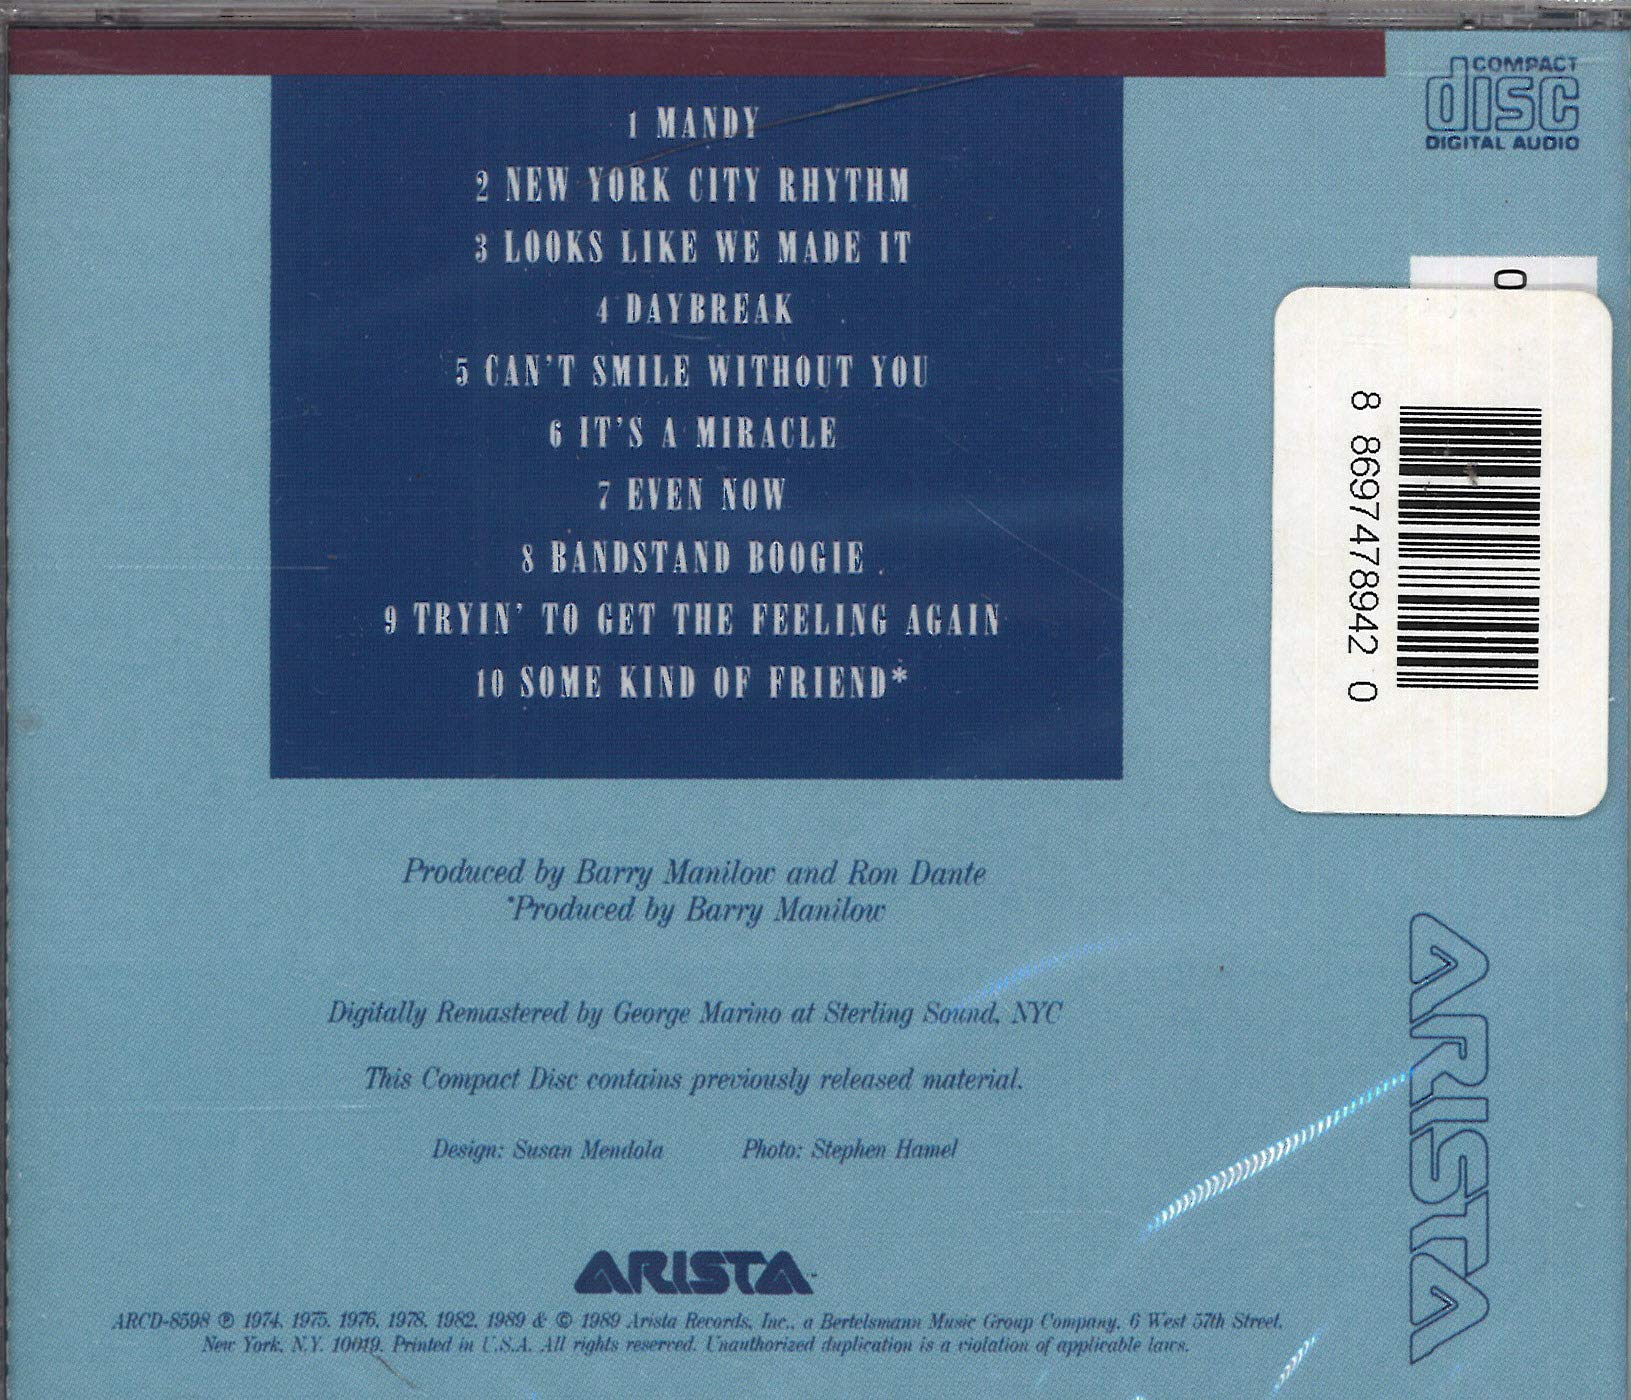 COMPACT
disc
DIGITAL AUDIO
1 MANDY
2 NEW YORK CITY RHYTHM
3 LOOKS LIKE WE MADE IT
4 DAYBREAK
5 CAN'T SMILE WITHOUT YOU
6 IT'S A MIRACLE
7 EVEN NOW
8 BANDSTAND BOOGIE
9 TRYIN' TO GET THE FEELING AGAIN
10 SOME KIND OF FRIEND*
0
8 86974 78942 0
Produced by Barry Manilow and Ron Dante
*Produced by Barry Manilow
Digitally Remastered by George Marino at Sterling Sound, NYC
This Compact Disc contains previously released material.
Design: Susan Mendola Photo: Stephen Hamel
ARISTA
ARISTA™
ARCD-8598 ℗ 1974, 1975, 1976, 1978, 1982, 1989 & © 1989 Arista Records, Inc., a Bertelsmann Music Group Company, 6 West 57th Street,
New York, N.Y. 10019. Printed in U.S.A. All rights reserved. Unauthorized duplication is a violation of applicable laws.